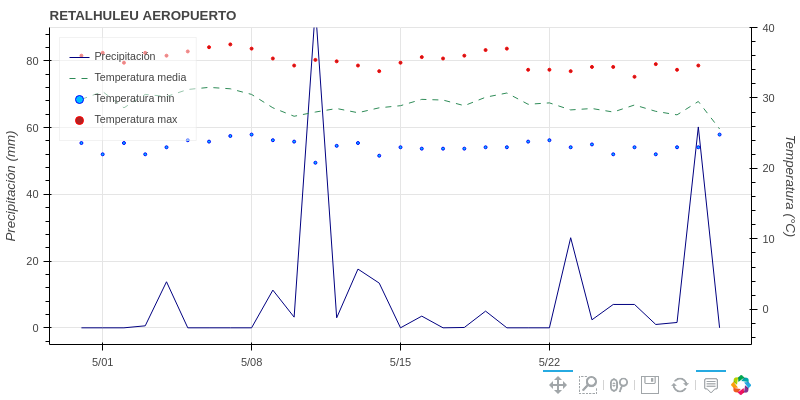 RETALHULEU AEROPUERTO
Precipitación
Temperatura media
Temperatura min
Temperatura max
Precipitación (mm)
80
60
40
20
0
40
30
20
10
0
Temperatura (°C)
5/01
5/08
5/15
5/22